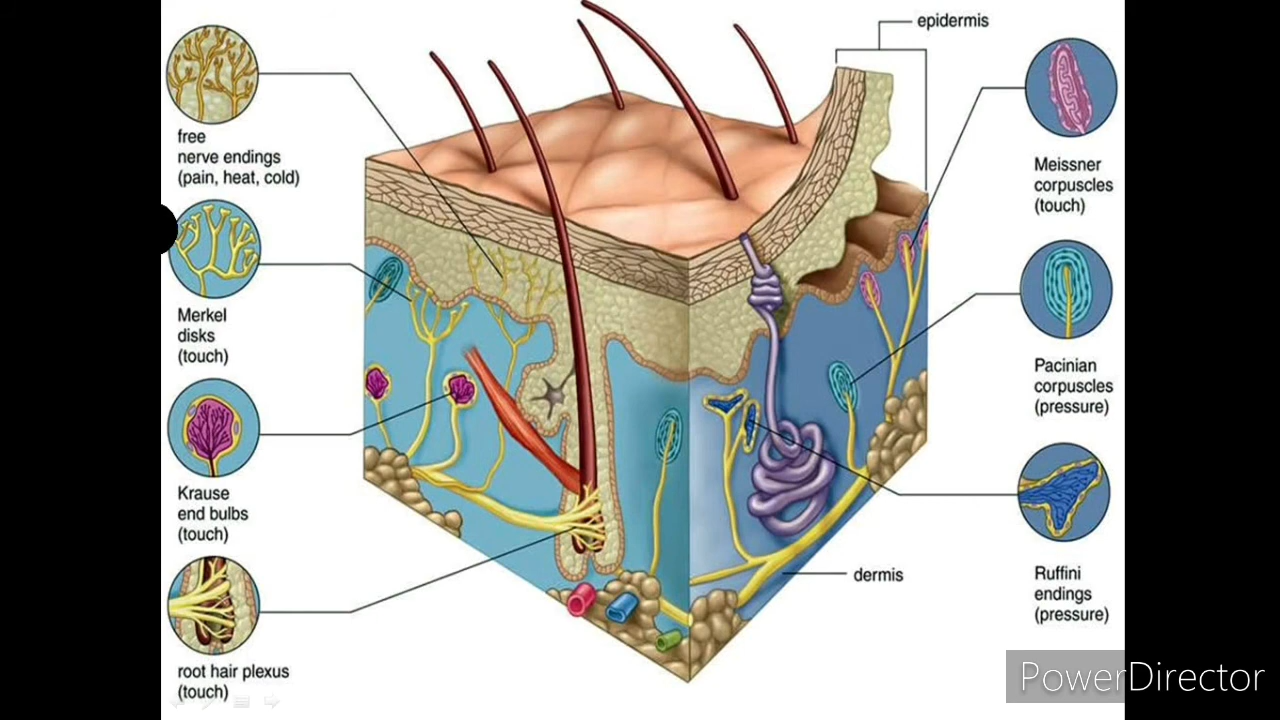 epidermis
free
nerve endings
(pain, heat, cold)
Merkel
disks
(touch)
Krause
end bulbs
(touch)
root hair plexus
(touch)
Meissner
corpuscles
(touch)
Pacinian
corpuscles
(pressure)
Ruffini
endings
(pressure)
dermis
PowerDirector